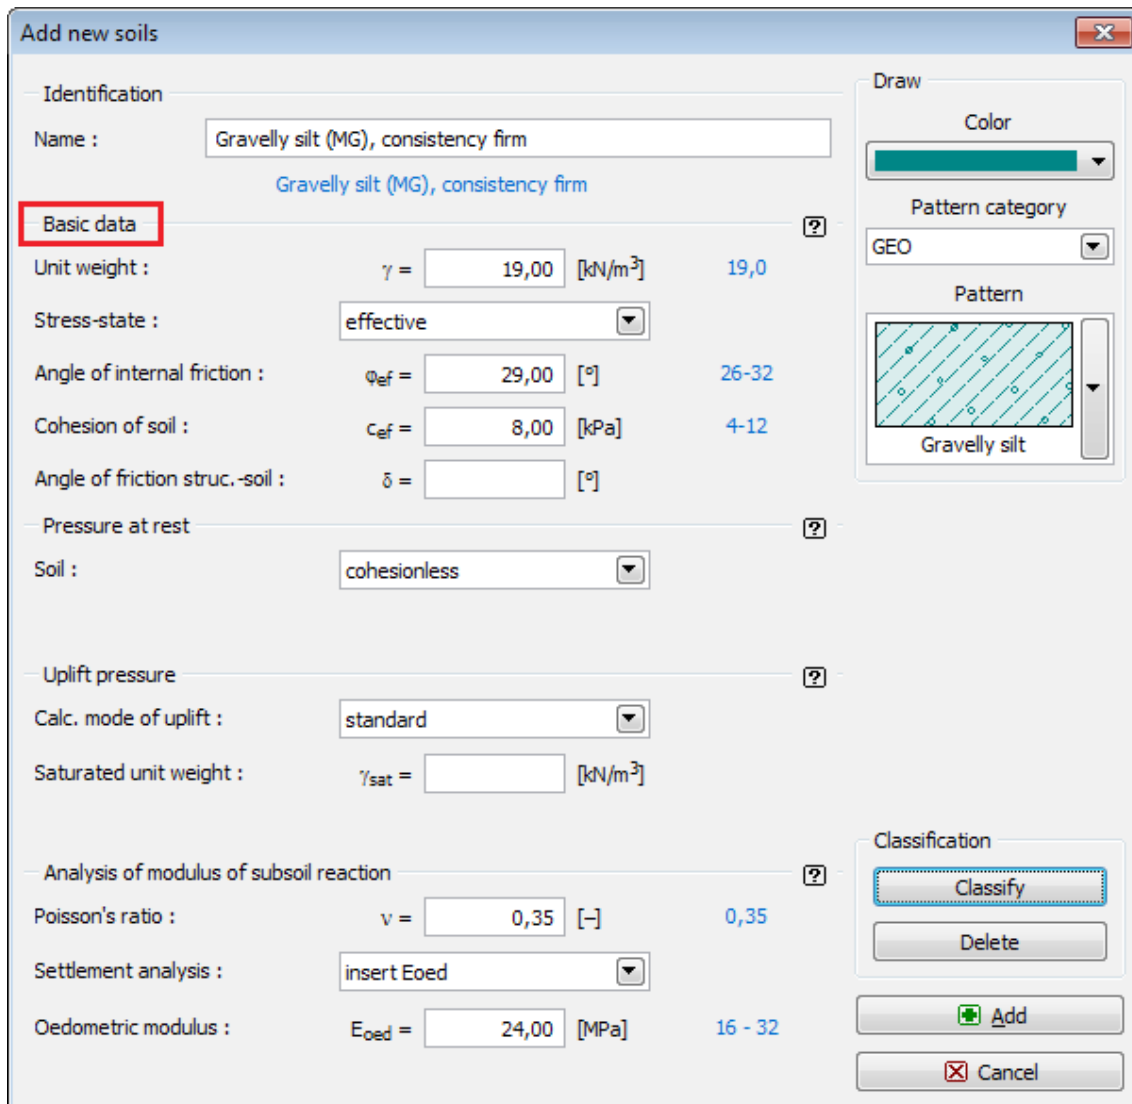 Add new soils
Identification
Name :
Gravelly silt (MG), consistency firm
Gravelly silt (MG), consistency firm
Basic data
?
Unit weight : γ = 19,00 [kN/m³] 19,0
Stress-state : effective
Angle of internal friction : φef = 29,00 [°] 26-32
Cohesion of soil : cef = 8,00 [kPa] 4-12
Angle of friction struc.-soil : δ = [°]
Pressure at rest
?
Soil : cohesionless
Uplift pressure
?
Calc. mode of uplift : standard
Saturated unit weight : γsat = [kN/m³]
Analysis of modulus of subsoil reaction
?
Poisson's ratio : ν = 0,35 [–] 0,35
Settlement analysis : insert Eoed
Oedometric modulus : Eoed = 24,00 [MPa] 16 - 32
Draw
Color
Pattern category
GEO
Pattern
Gravelly silt
Classification
Classify
Delete
Add
Cancel